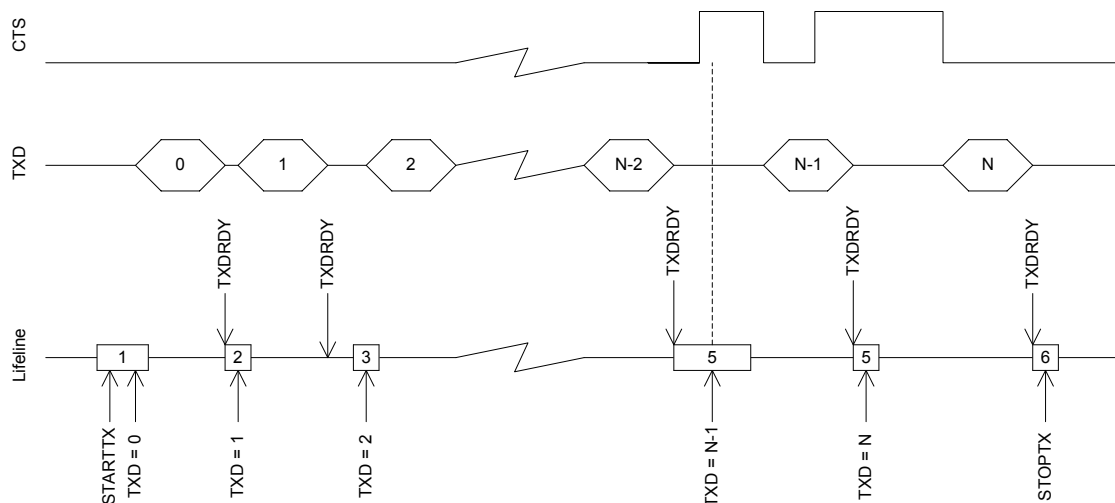 CTS
TXD
0
1
2
N-2
N-1
N
TXDRDY
TXDRDY
TXDRDY
TXDRDY
TXDRDY
Lifeline
1
2
3
5
5
6
STARTTX
TXD = 0
TXD = 1
TXD = 2
TXD = N-1
TXD = N
STOPTX